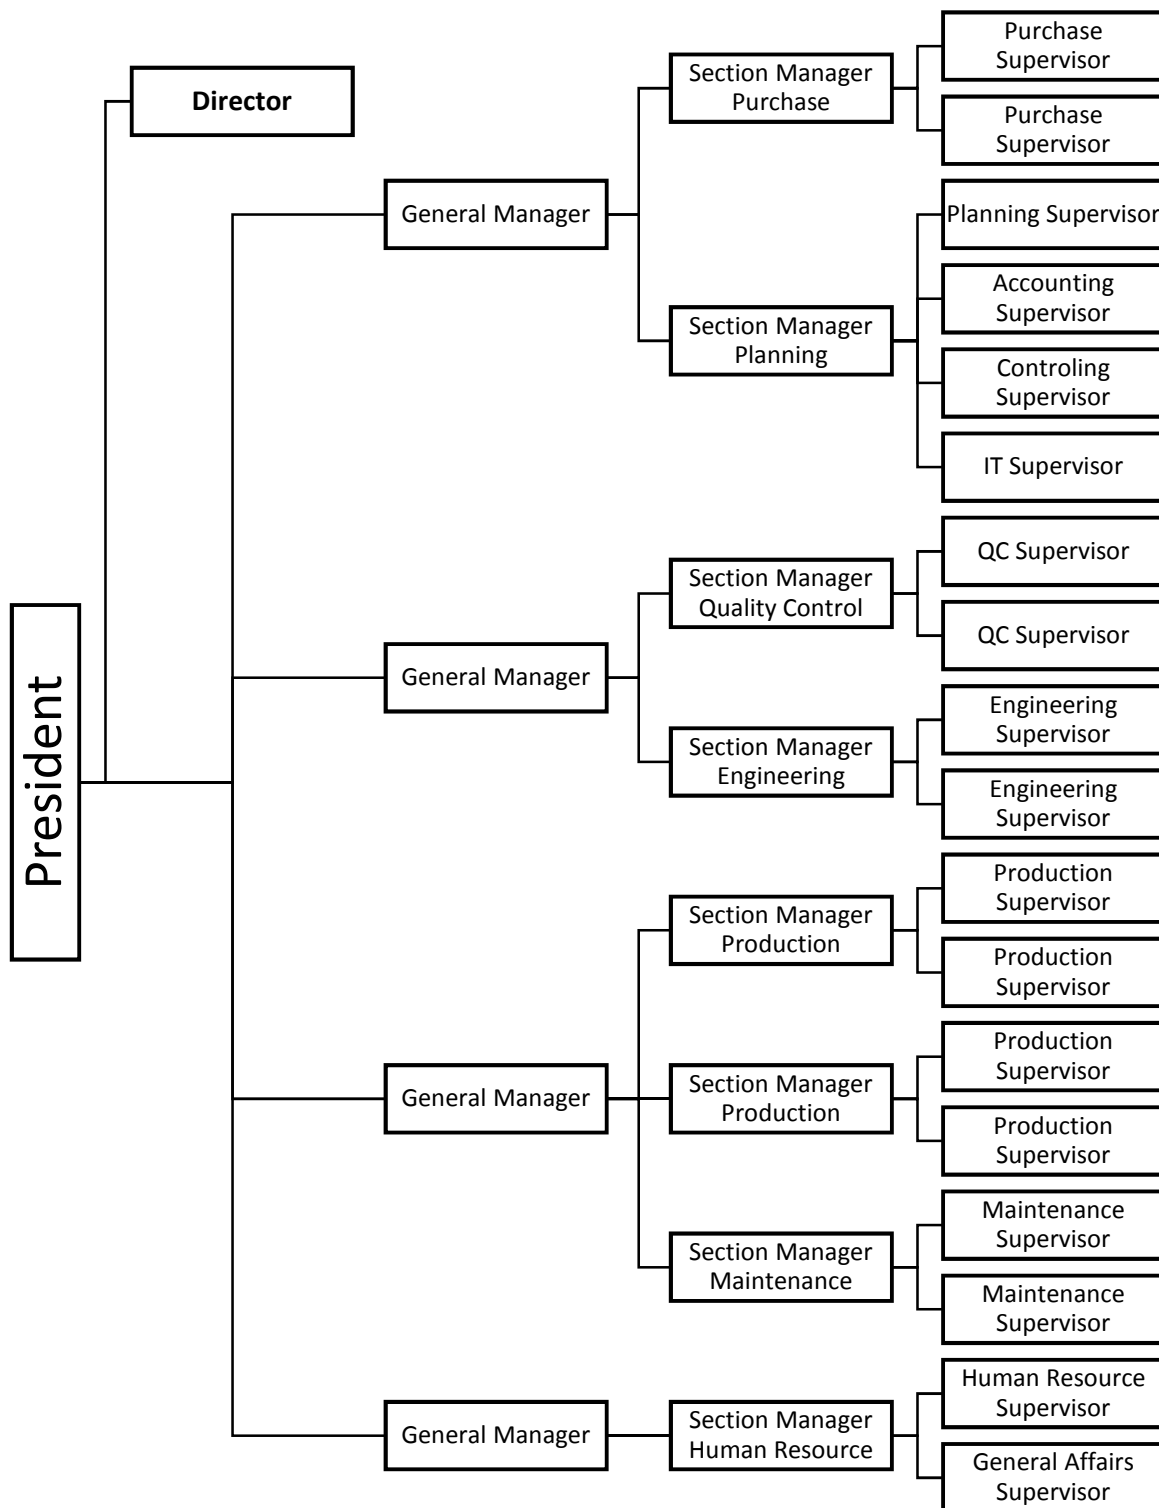 President
Director
General Manager
Section Manager
Purchase
Purchase
Supervisor
Purchase
Supervisor
Section Manager
Planning
Planning Supervisor
Accounting
Supervisor
Controling
Supervisor
IT Supervisor
General Manager
Section Manager
Quality Control
QC Supervisor
QC Supervisor
Section Manager
Engineering
Engineering
Supervisor
Engineering
Supervisor
General Manager
Section Manager
Production
Production
Supervisor
Production
Supervisor
Section Manager
Production
Production
Supervisor
Production
Supervisor
Section Manager
Maintenance
Maintenance
Supervisor
Maintenance
Supervisor
General Manager
Section Manager
Human Resource
Human Resource
Supervisor
General Affairs
Supervisor